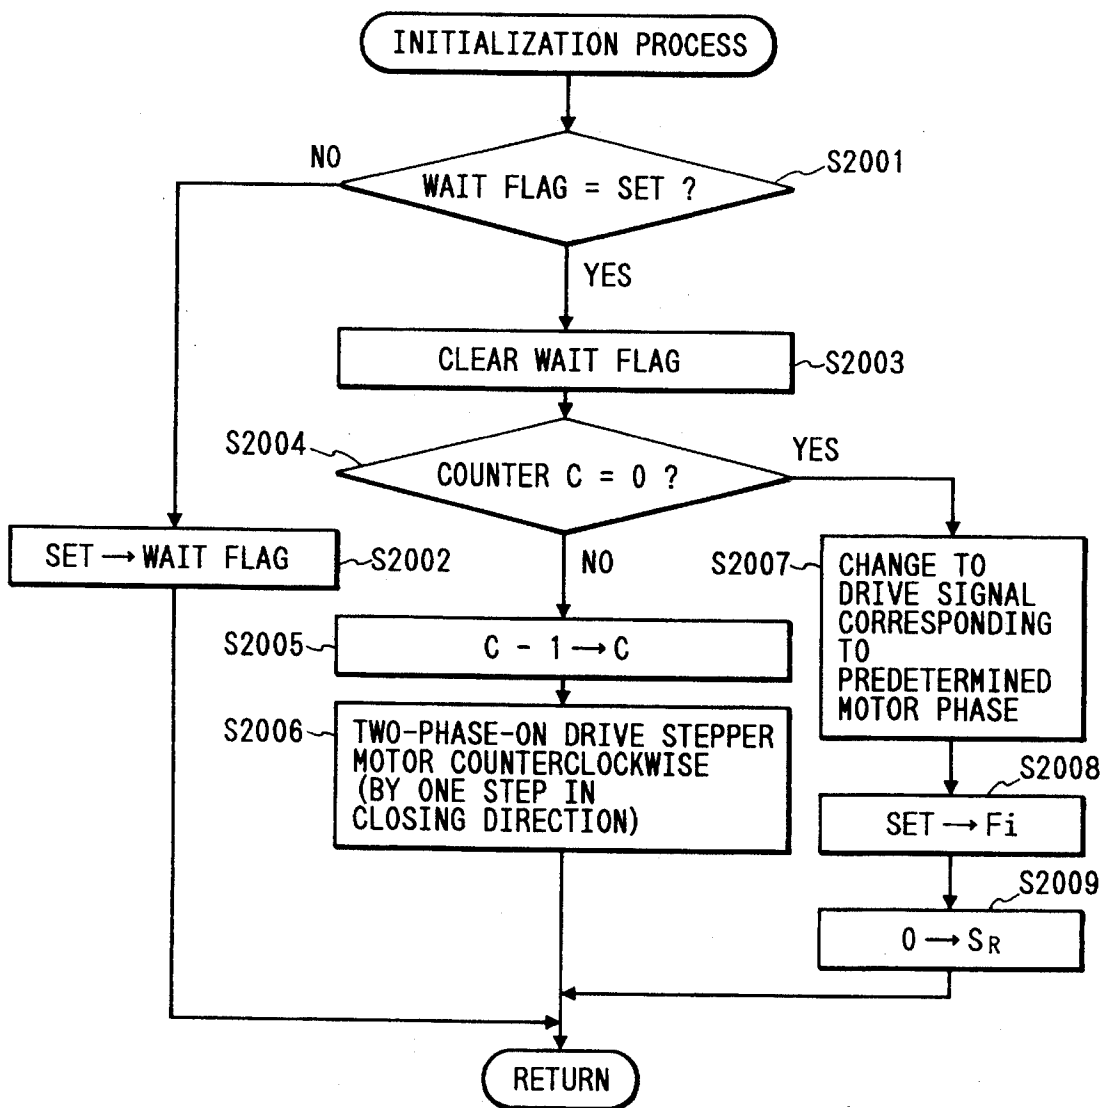 INITIALIZATION PROCESS
NO
S2001
WAIT FLAG = SET ?
YES
CLEAR WAIT FLAG
S2003
S2004
YES
COUNTER C = 0 ?
SET → WAIT FLAG
S2002
NO
S2007
CHANGE TO
DRIVE SIGNAL
CORRESPONDING
TO
PREDETERMINED
MOTOR PHASE
S2005
C - 1 → C
S2006
TWO-PHASE-ON DRIVE STEPPER
MOTOR COUNTERCLOCKWISE
(BY ONE STEP IN
CLOSING DIRECTION)
S2008
SET → Fi
S2009
0 → SR
RETURN